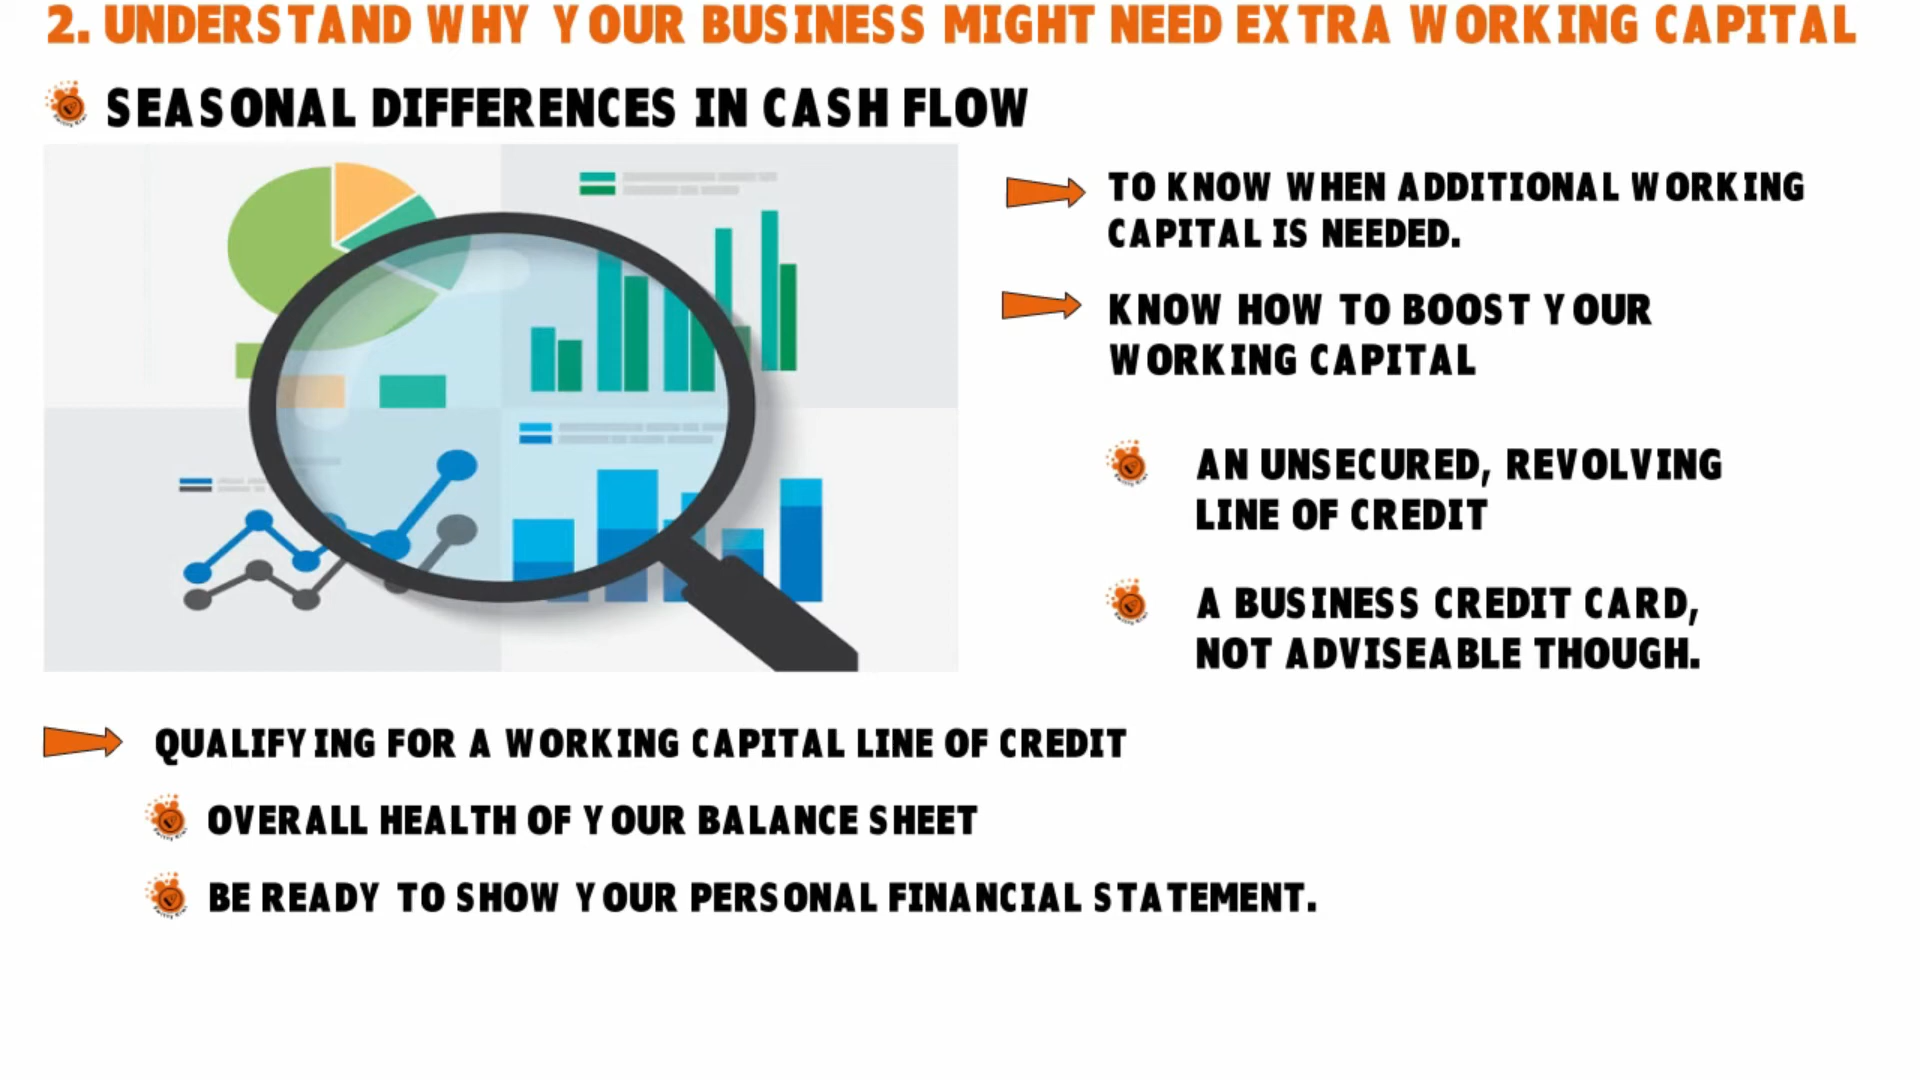 2. UNDERSTAND WHY YOUR BUSINESS MIGHT NEED EXTRA WORKING CAPITAL
SEASONAL DIFFERENCES IN CASH FLOW
TO KNOW WHEN ADDITIONAL WORKING
CAPITAL IS NEEDED.
KNOW HOW TO BOOST YOUR
WORKING CAPITAL
AN UNSECURED, REVOLVING
LINE OF CREDIT
A BUSINESS CREDIT CARD,
NOT ADVISEABLE THOUGH.
QUALIFYING FOR A WORKING CAPITAL LINE OF CREDIT
OVERALL HEALTH OF YOUR BALANCE SHEET
BE READY TO SHOW YOUR PERSONAL FINANCIAL STATEMENT.